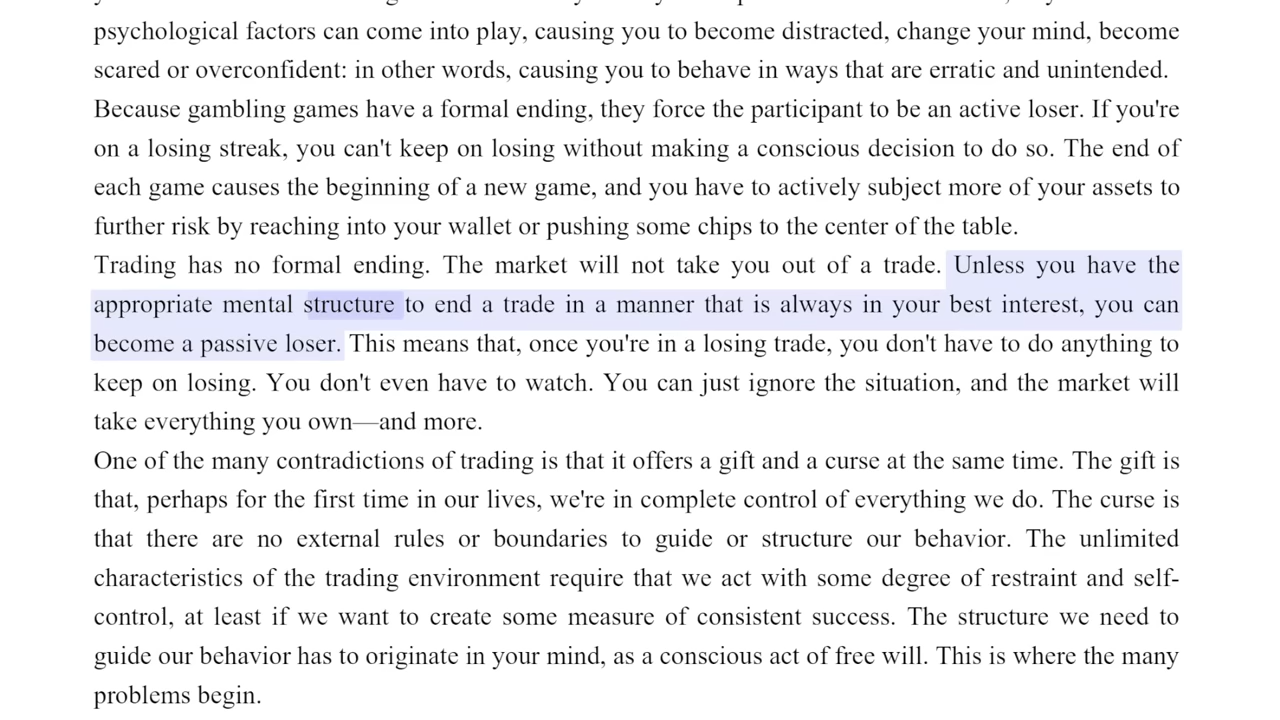 psychological factors can come into play, causing you to become distracted, change your mind, become
scared or overconfident: in other words, causing you to behave in ways that are erratic and unintended.
Because gambling games have a formal ending, they force the participant to be an active loser. If you're
on a losing streak, you can't keep on losing without making a conscious decision to do so. The end of
each game causes the beginning of a new game, and you have to actively subject more of your assets to
further risk by reaching into your wallet or pushing some chips to the center of the table.
Trading has no formal ending. The market will not take you out of a trade. Unless you have the
appropriate mental structure to end a trade in a manner that is always in your best interest, you can
become a passive loser. This means that, once you're in a losing trade, you don't have to do anything to
keep on losing. You don't even have to watch. You can just ignore the situation, and the market will
take everything you own—and more.
One of the many contradictions of trading is that it offers a gift and a curse at the same time. The gift is
that, perhaps for the first time in our lives, we're in complete control of everything we do. The curse is
that there are no external rules or boundaries to guide or structure our behavior. The unlimited
characteristics of the trading environment require that we act with some degree of restraint and self-
control, at least if we want to create some measure of consistent success. The structure we need to
guide our behavior has to originate in your mind, as a conscious act of free will. This is where the many
problems begin.